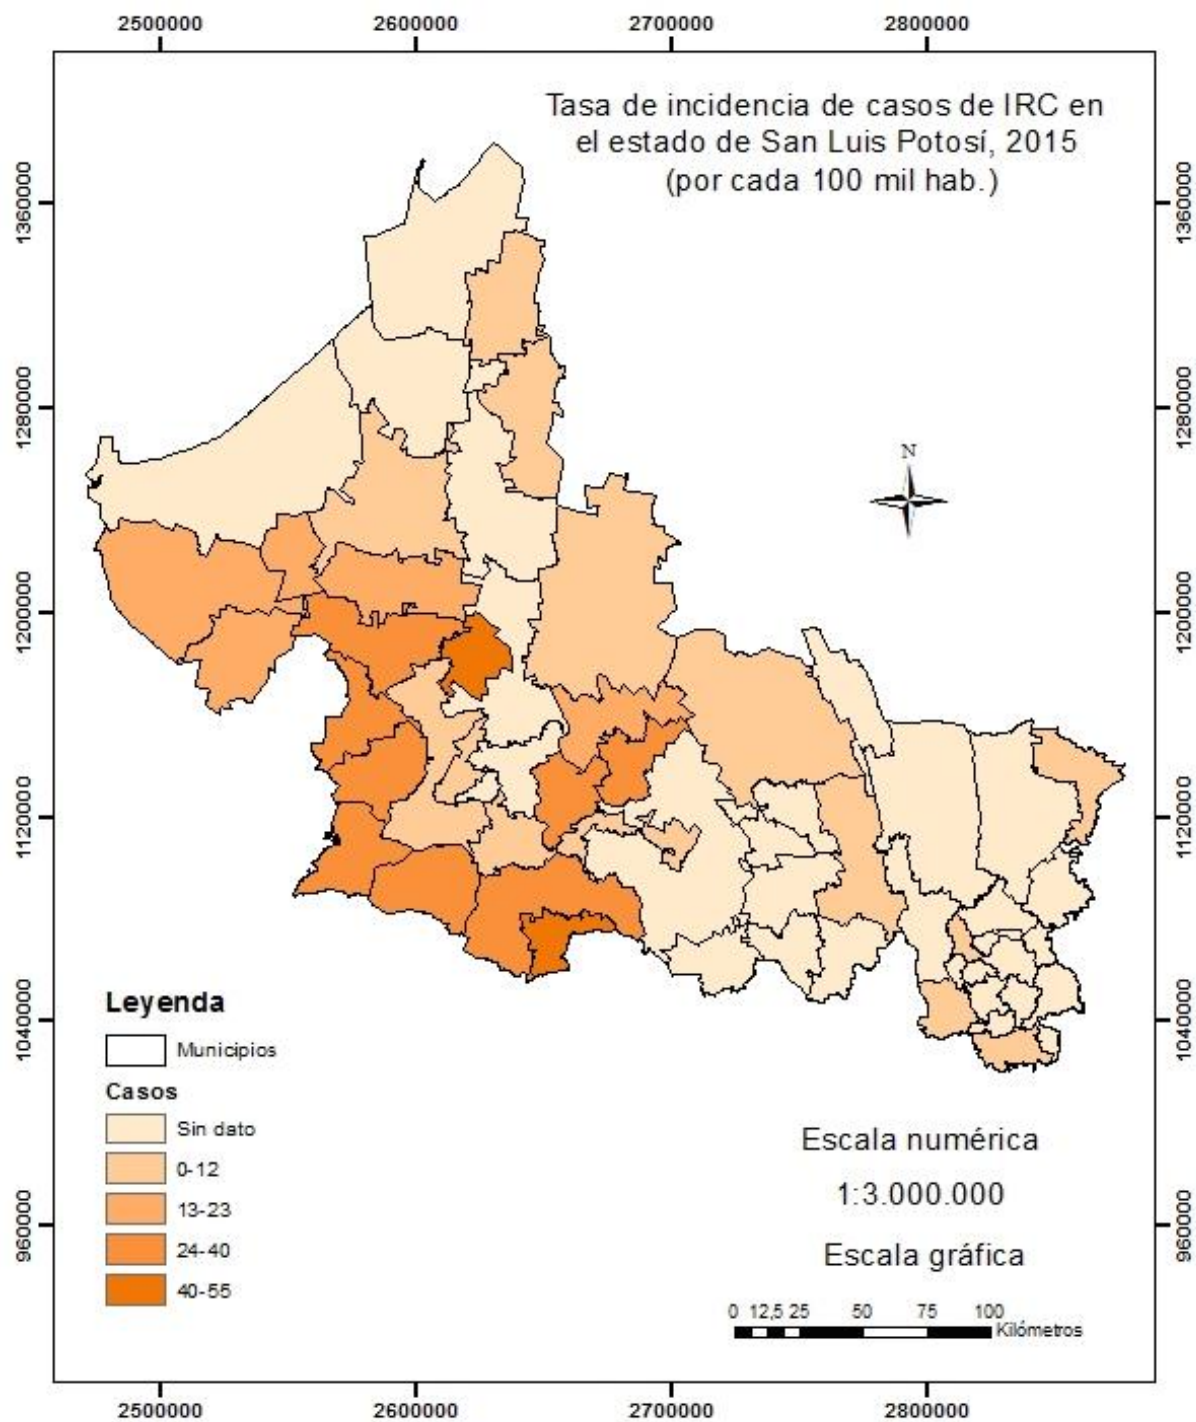 2500000 2600000 2700000 2800000
Tasa de incidencia de casos de IRC en
el estado de San Luis Potosí, 2015
(por cada 100 mil hab.)
1360000 1360000
1280000 1280000
N
1200000 1200000
1120000 1120000
1040000 1040000
960000 960000
Leyenda
Municipios
Casos
Sin dato
0-12
13-23
24-40
40-55
Escala numérica
1:3.000.000
Escala gráfica
0 12,5 25 50 75 100
Kilómetros
2500000 2600000 2700000 2800000